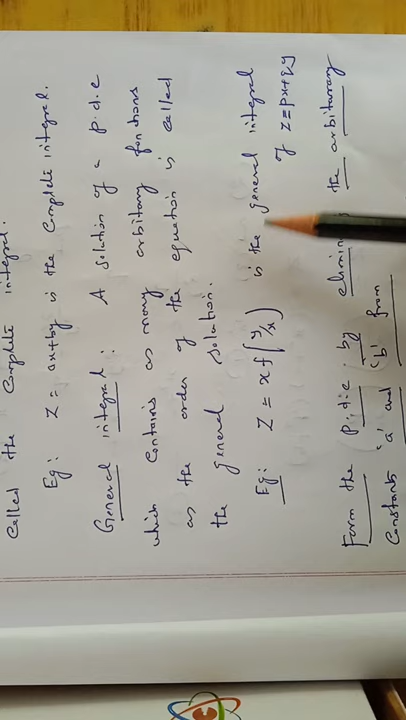 Called the Complete integral.
Eg: Z = ax+by is the Complete integral.
General integral: A solution of a p.d.e
which Contains as many arbitrary fontions
as the order of the equation is called
the general solution.
Eg: Z = x f(y/x) is the general integral
of Z=px+qy
Form the p.d.e. by elimin the arbitrary
Constants 'a' and 'b' from